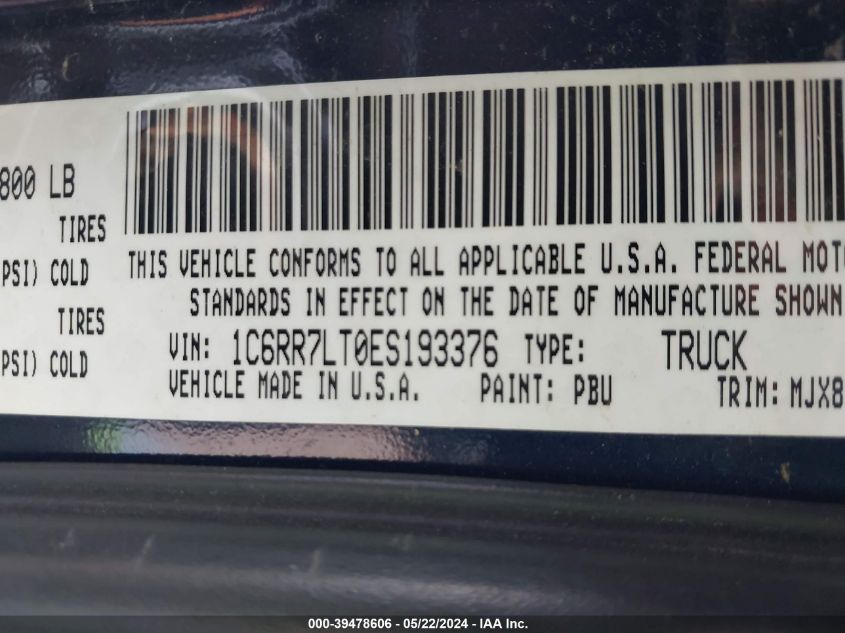 800 LB
TIRES
PSI) COLD
TIRES
PSI) COLD
THIS VEHICLE CONFORMS TO ALL APPLICABLE U.S.A. FEDERAL MOTO
STANDARDS IN EFFECT ON THE DATE OF MANUFACTURE SHOWN
VIN: 1C6RR7LT0ES193376 TYPE: TRUCK
VEHICLE MADE IN U.S.A. PAINT: PBU TRIM: MJX8
000-39478606 - 05/22/2024 - IAA Inc.